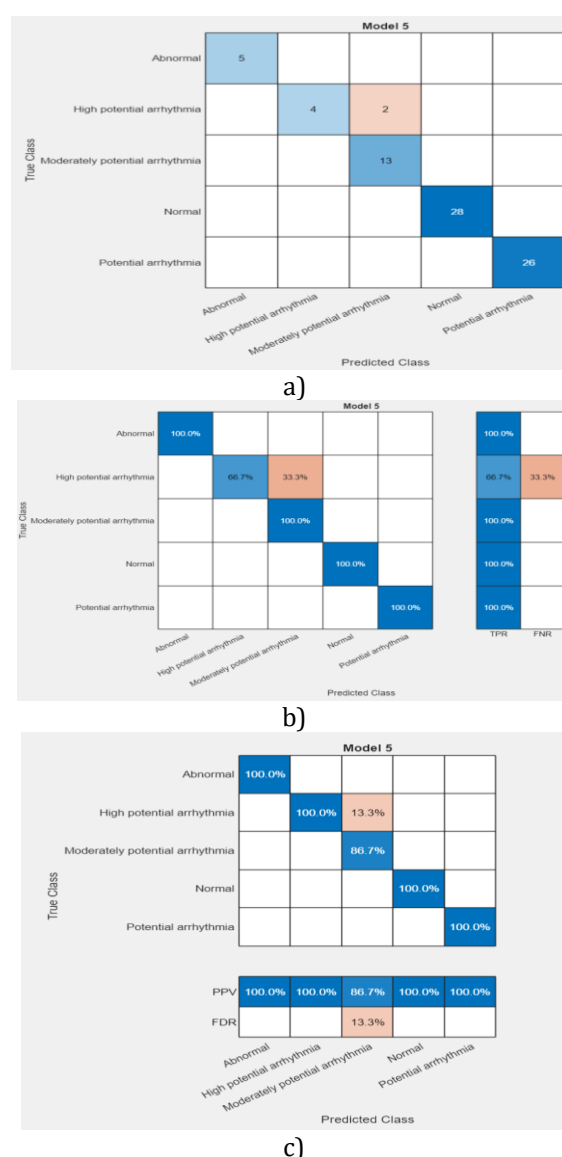 Model 5
True Class
Abnormal
5
High potential arrhythmia
4 2
Moderately potential arrhythmia
13
Normal
28
Potential arrhythmia
26
Abnormal
High potential arrhythmia
Moderately potential arrhythmia
Normal
Potential arrhythmia
Predicted Class
a)
Model 5
True Class
Abnormal
100.0% 100.0%
High potential arrhythmia
66.7% 33.3% 66.7% 33.3%
Moderately potential arrhythmia
100.0% 100.0%
Normal
100.0% 100.0%
Potential arrhythmia
100.0% 100.0%
Abnormal
High potential arrhythmia
Moderately potential arrhythmia
Normal
Potential arrhythmia
TPR FNR
Predicted Class
b)
Model 5
True Class
Abnormal
100.0%
High potential arrhythmia
100.0% 13.3%
Moderately potential arrhythmia
86.7%
Normal
100.0%
Potential arrhythmia
100.0%
PPV 100.0% 100.0% 86.7% 100.0% 100.0%
FDR 13.3%
Abnormal
High potential arrhythmia
Moderately potential arrhythmia
Normal
Potential arrhythmia
Predicted Class
c)